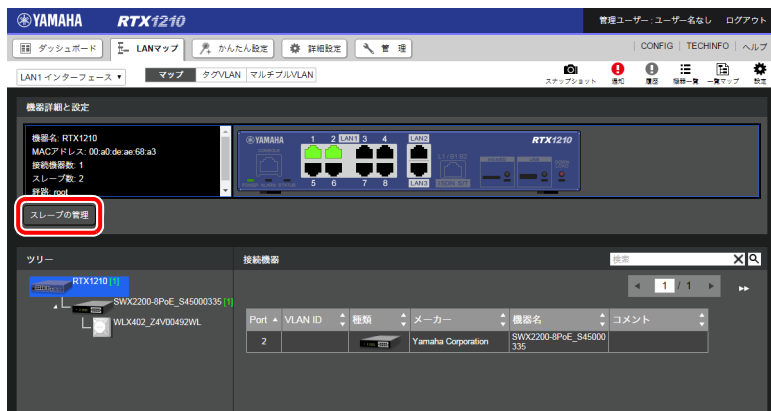 YAMAHA RTX1210 管理ユーザー : ユーザー名なし ログアウト
ダッシュボード LANマップ かんたん設定 詳細設定 管 理 CONFIG TECHINFO ヘルプ
LAN1 インターフェース ▼ マップ タグVLAN マルチプルVLAN スナップショット 通知 履歴 機器一覧 一覧マップ 設定
機器詳細と設定
機器名: RTX1210
MACアドレス: 00:a0:de:ae:68:a3
接続機器数: 1
スレーブ数: 2
経路: root
YAMAHA 1 2 LAN1 3 4 LAN2 RTX1210
CONSOLE L1 / B1 B2
POWER ALARM STATUS 5 6 7 8 LAN3 ISDN S/T
スレーブの管理
ツリー
RTX1210 [1]
SWX2200-8PoE_S45000335 [1]
WLX402_Z4V00492WL
接続機器 検索
1 / 1
Port VLAN ID 種類 メーカー 機器名 コメント
2 Yamaha Corporation SWX2200-8PoE_S45000
335